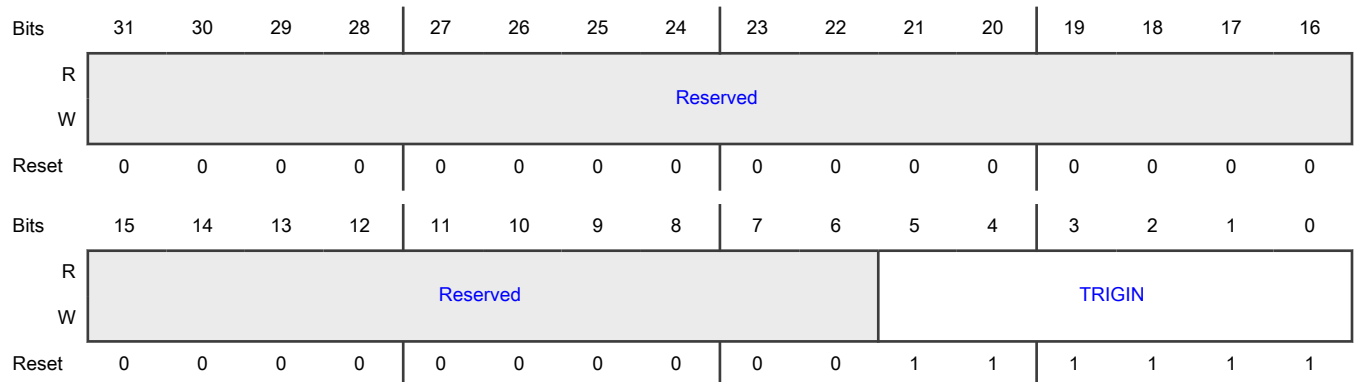 Bits 31 30 29 28 27 26 25 24 23 22 21 20 19 18 17 16
R
Reserved
W
Reset 0 0 0 0 0 0 0 0 0 0 0 0 0 0 0 0
Bits 15 14 13 12 11 10 9 8 7 6 5 4 3 2 1 0
R
Reserved TRIGIN
W
Reset 0 0 0 0 0 0 0 0 0 0 1 1 1 1 1 1